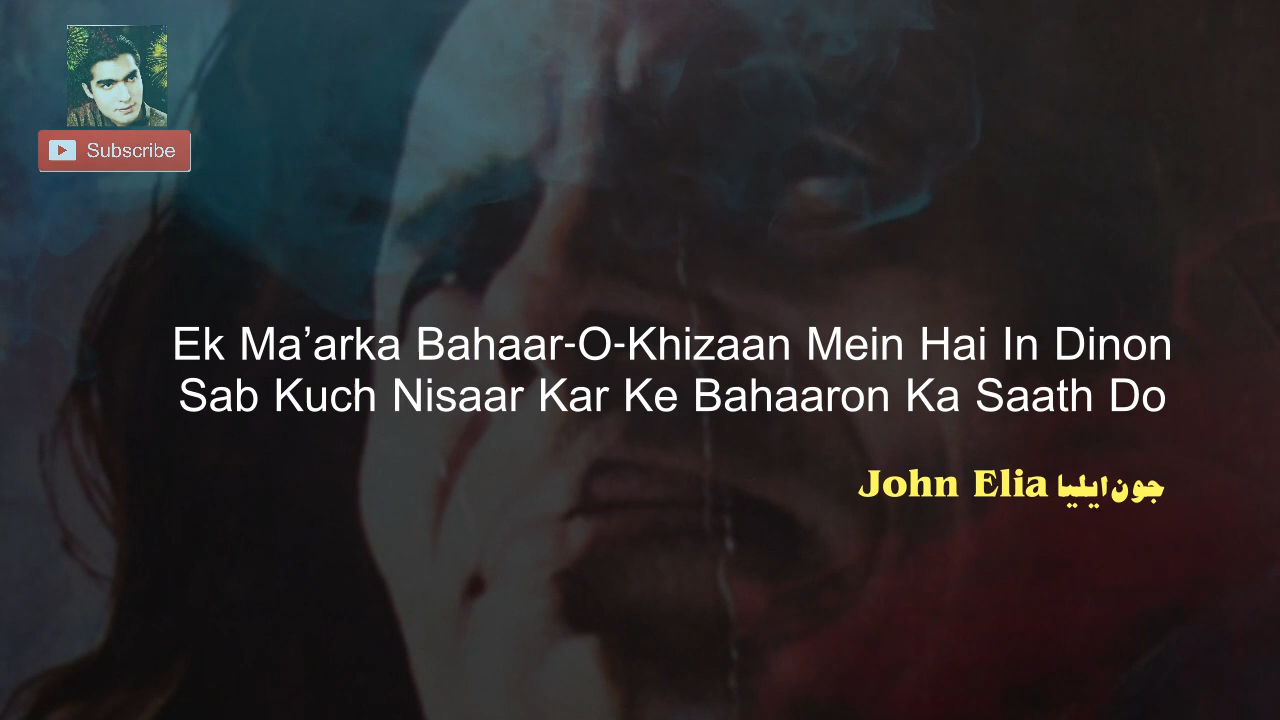 Subscribe
Ek Ma’arka Bahaar-O-Khizaan Mein Hai In Dinon
Sab Kuch Nisaar Kar Ke Bahaaron Ka Saath Do
John Elia جون ایلیا